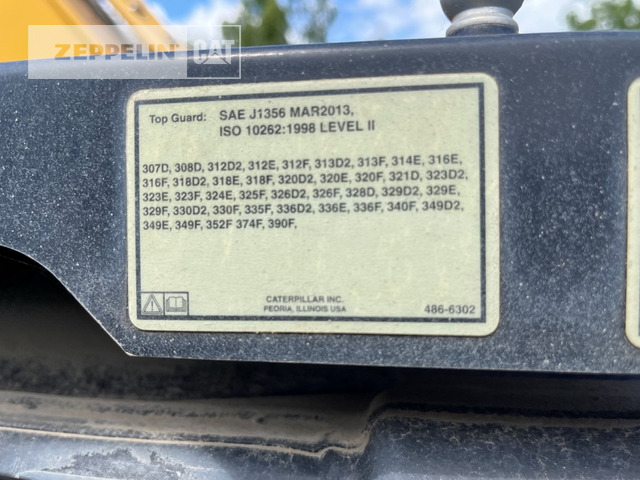 ZEPPELIN CAT
Top Guard: SAE J1356 MAR2013,
ISO 10262:1998 LEVEL II
307D, 308D, 312D2, 312E, 312F, 313D2, 313F, 314E, 316E,
316F, 318D2, 318E, 318F, 320D2, 320E, 320F, 321D, 323D2,
323E, 323F, 324E, 325F, 326D2, 326F, 328D, 329D2, 329E,
329F, 330D2, 330F, 335F, 336D2, 336E, 336F, 340F, 349D2,
349E, 349F, 352F 374F, 390F,
CATERPILLAR INC.
PEORIA, ILLINOIS USA
486-6302